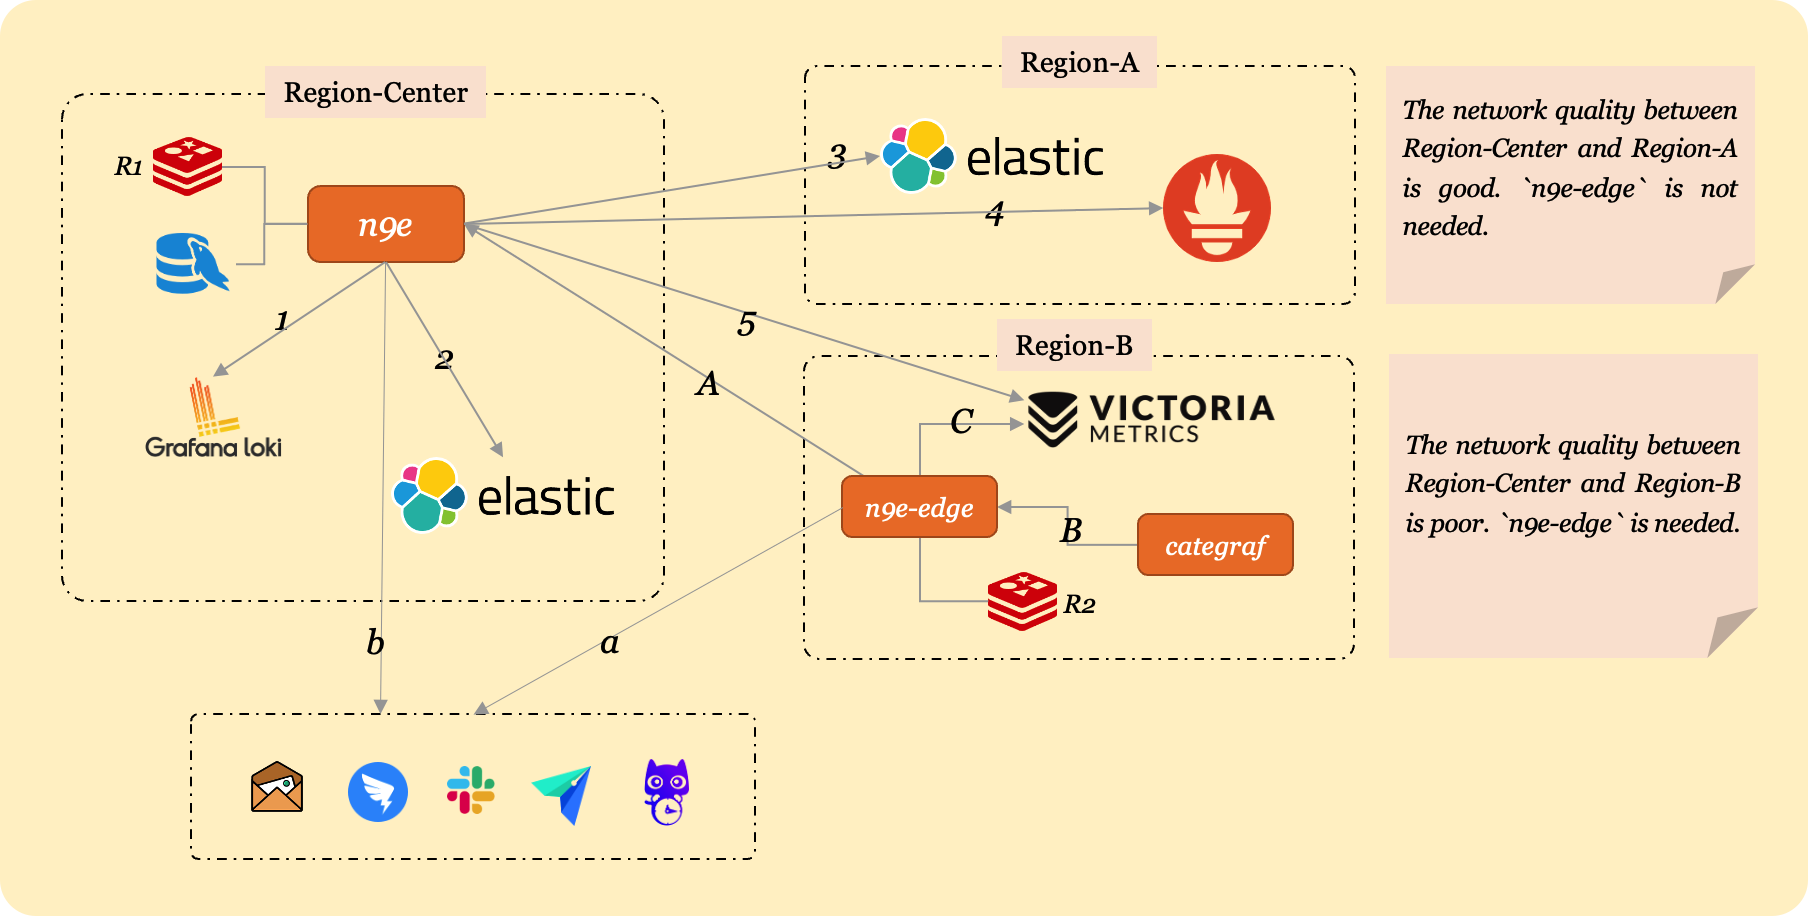 Region-Center
R1
n9e
1
2
Grafana loki
elastic
Region-A
3
elastic
4
The network quality between
Region-Center and Region-A
is good. `n9e-edge` is not
needed.
5
A
Region-B
C
VICTORIA
METRICS
n9e-edge
B
categraf
R2
The network quality between
Region-Center and Region-B
is poor. `n9e-edge` is needed.
b
a